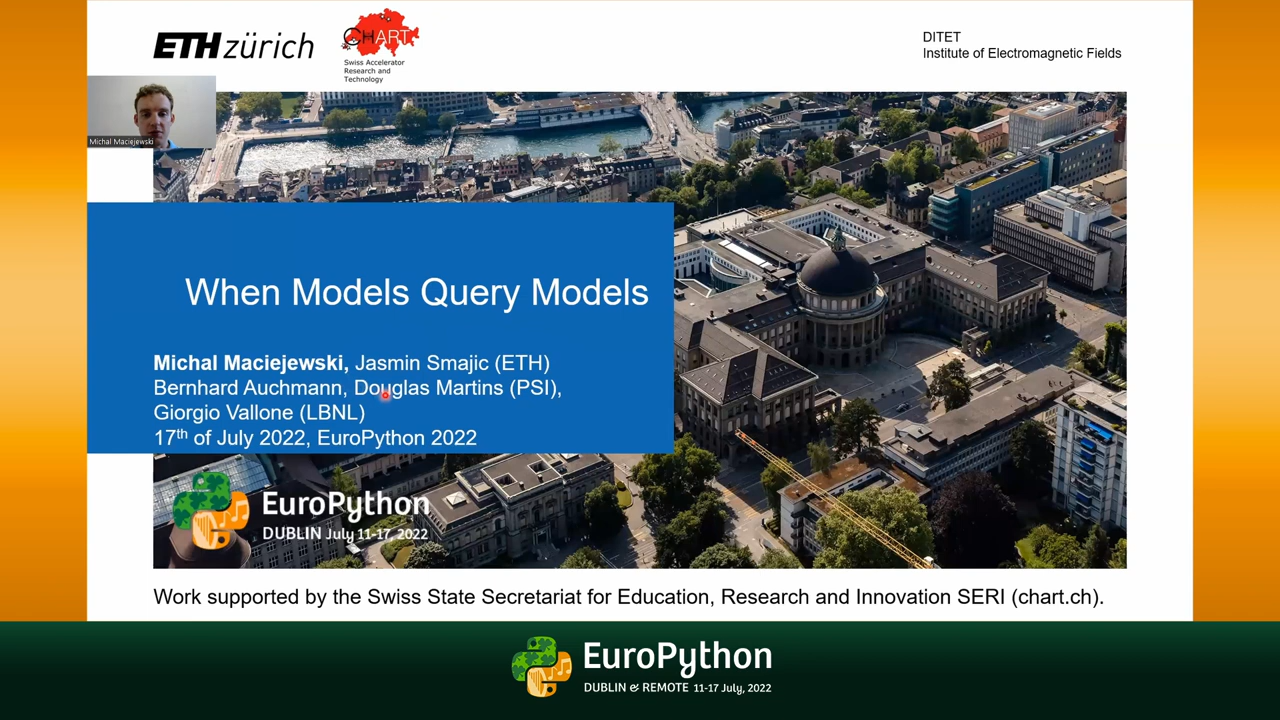 ETH zürich
CHART
Swiss Accelerator
Research and
Technology
DITET
Institute of Electromagnetic Fields
Michal Maciejewski
When Models Query Models
Michal Maciejewski, Jasmin Smajic (ETH)
Bernhard Auchmann, Douglas Martins (PSI),
Giorgio Vallone (LBNL)
17th of July 2022, EuroPython 2022
EuroPython
DUBLIN July 11-17, 2022
Work supported by the Swiss State Secretariat for Education, Research and Innovation SERI (chart.ch).
EuroPython
DUBLIN & REMOTE 11-17 July, 2022